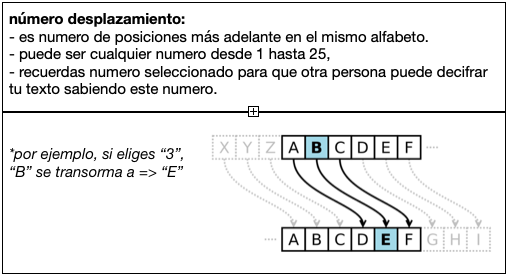 número desplazamiento:
- es numero de posiciones más adelante en el mismo alfabeto.
- puede ser cualquier numero desde 1 hasta 25,
- recuerdas numero seleccionado para que otra persona puede decifrar
tu texto sabiendo este numero.
*por ejemplo, si eliges “3”,
“B” se transorma a => “E”
X Y Z A B C D E F ....
.... A B C D E F G H I